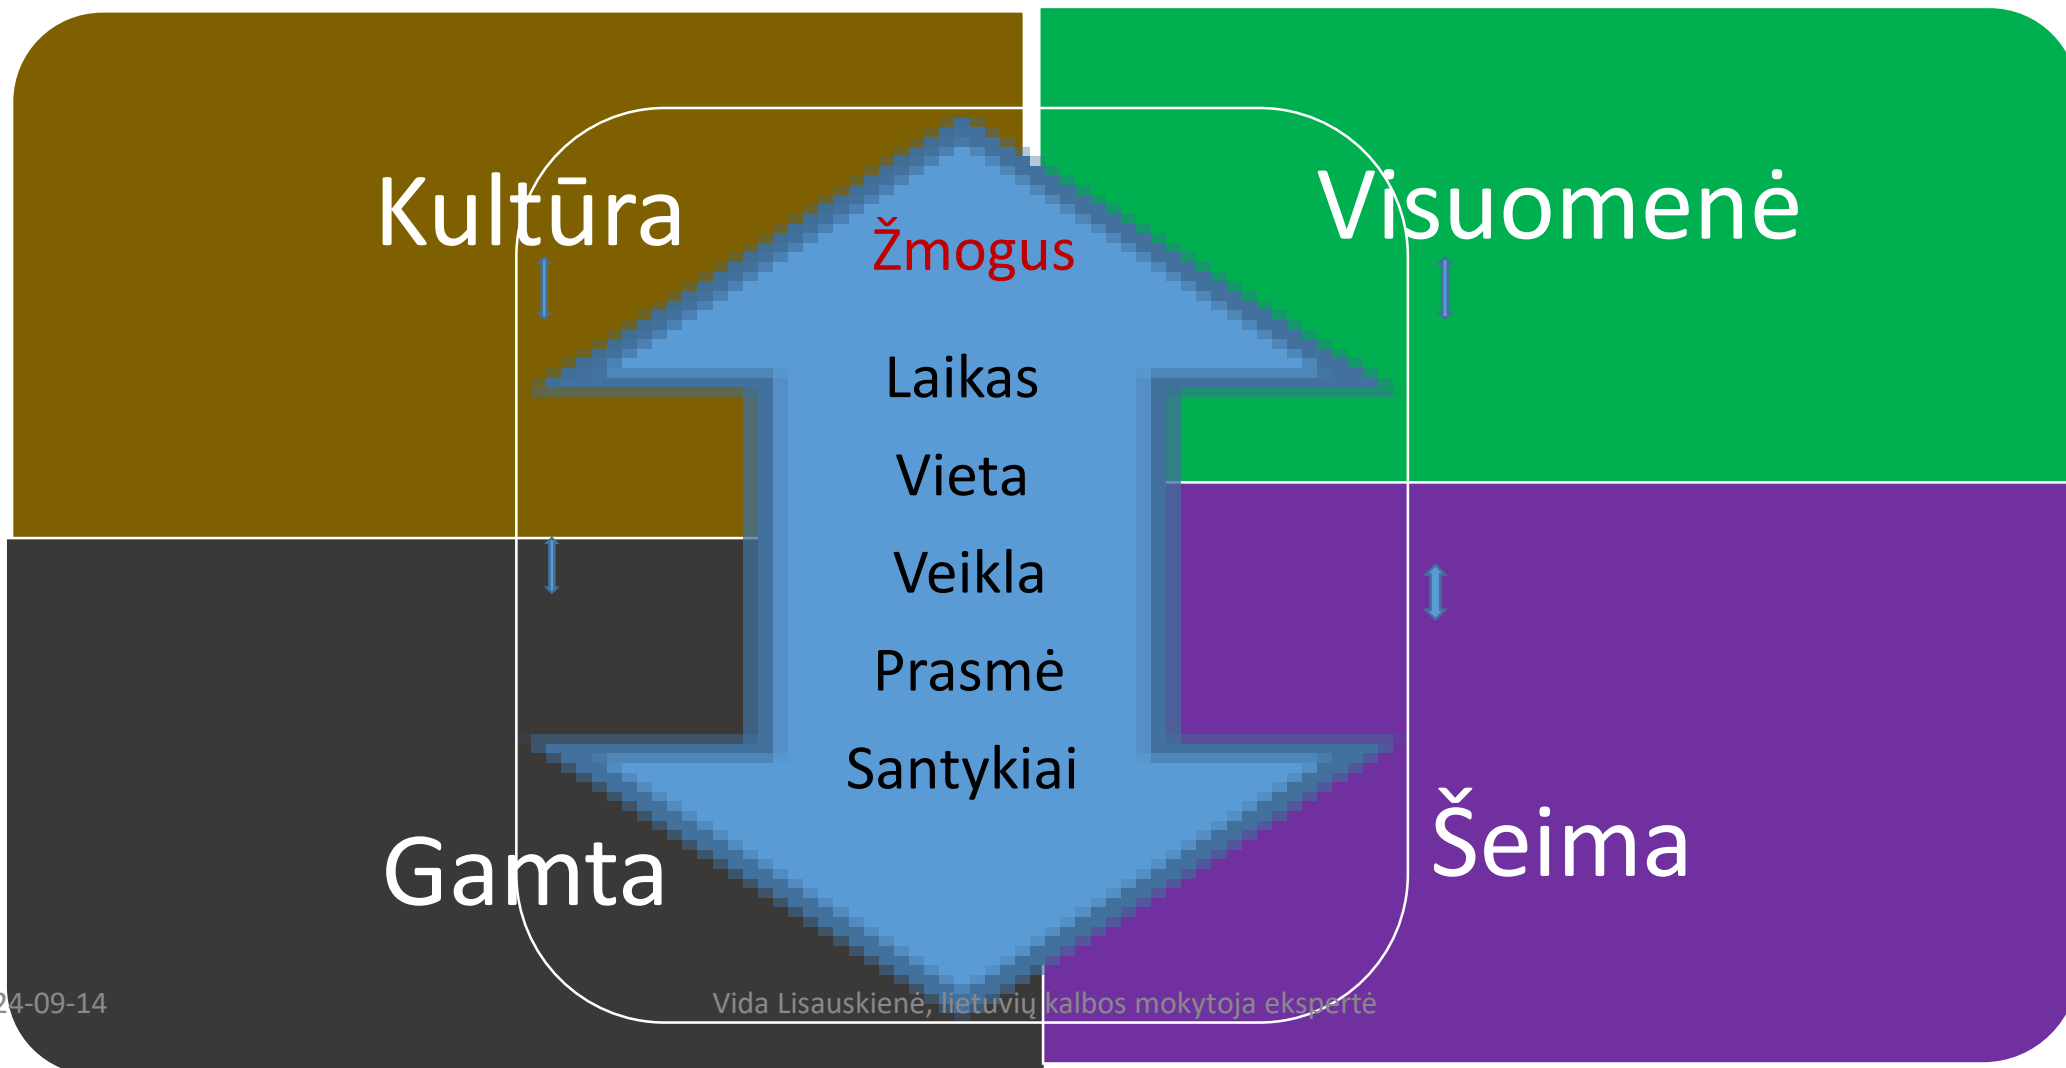 Kultūra
Visuomenė
Žmogus
Laikas
Vieta
Veikla
Prasmė
Santykiai
Gamta
Šeima
24-09-14
Vida Lisauskienė, lietuvių kalbos mokytoja ekspertė